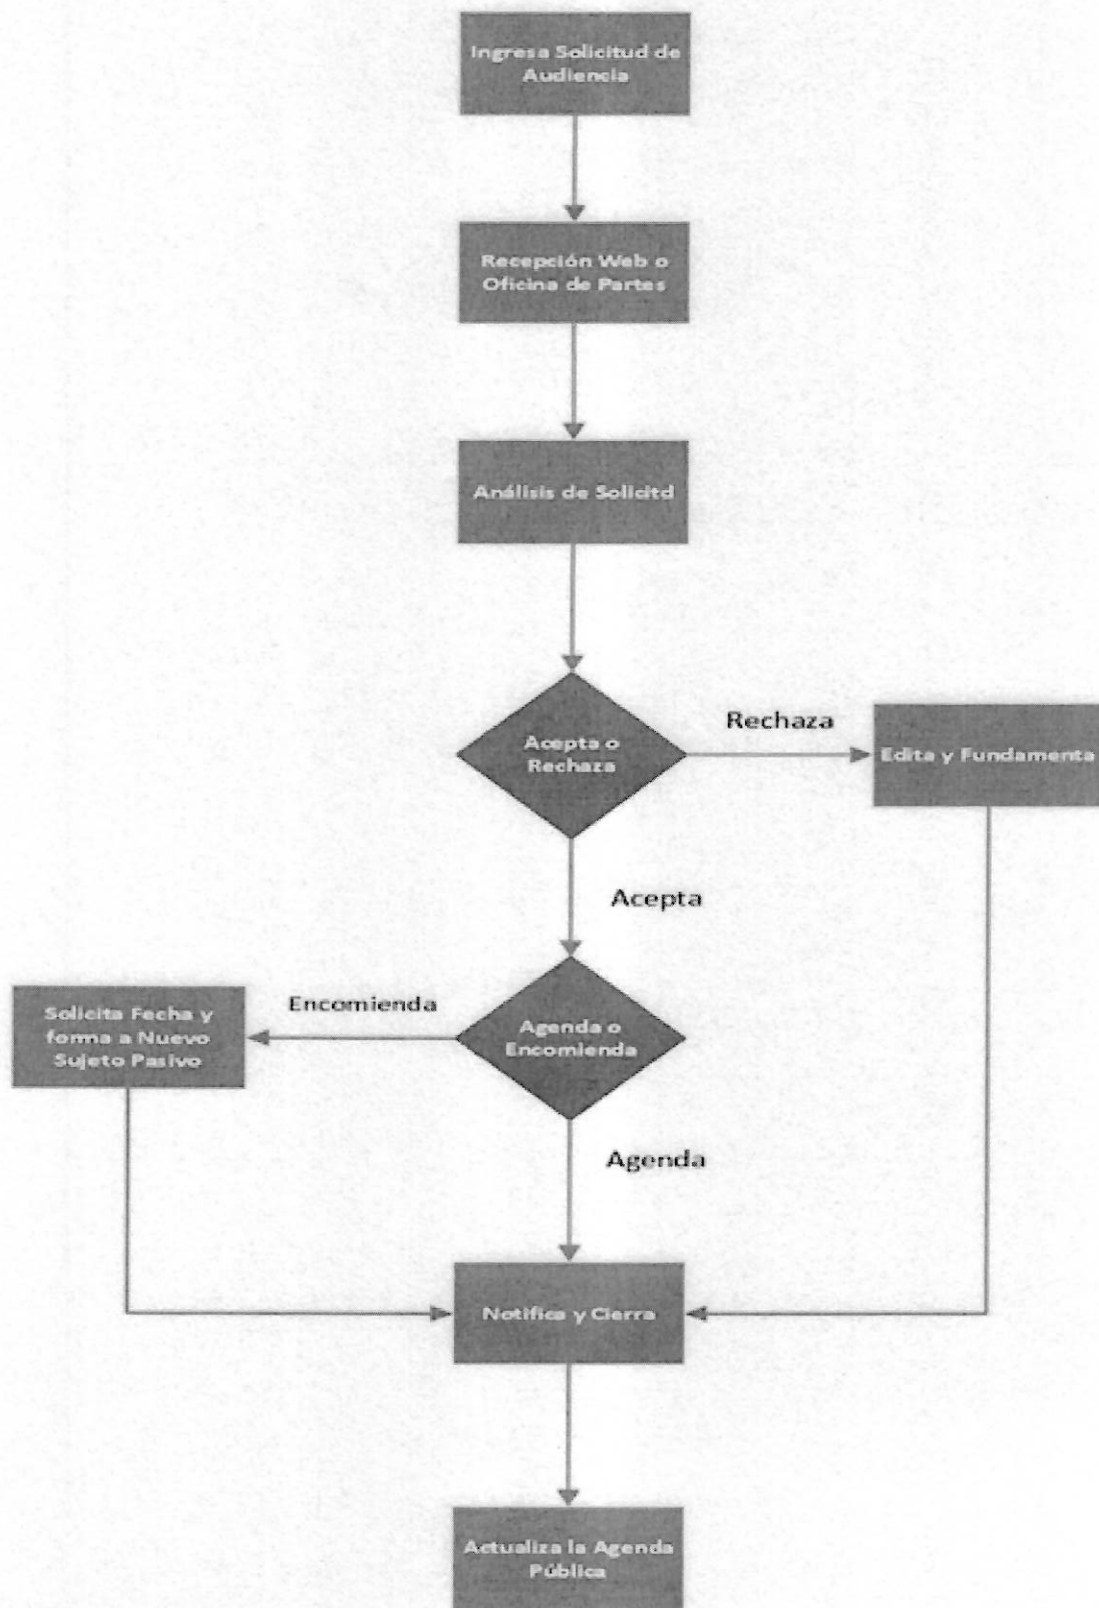 Ingresa Solicitud de
Audiencia
Recepción Web o
Oficina de Partes
Análisis de Solicitd
Acepta o
Rechaza
Rechaza
Edita y Fundamenta
Acepta
Agenda o
Encomienda
Encomienda
Solicita Fecha y
forma a Nuevo
Sujeto Pasivo
Agenda
Notifica y Cierra
Actualiza la Agenda
Pública